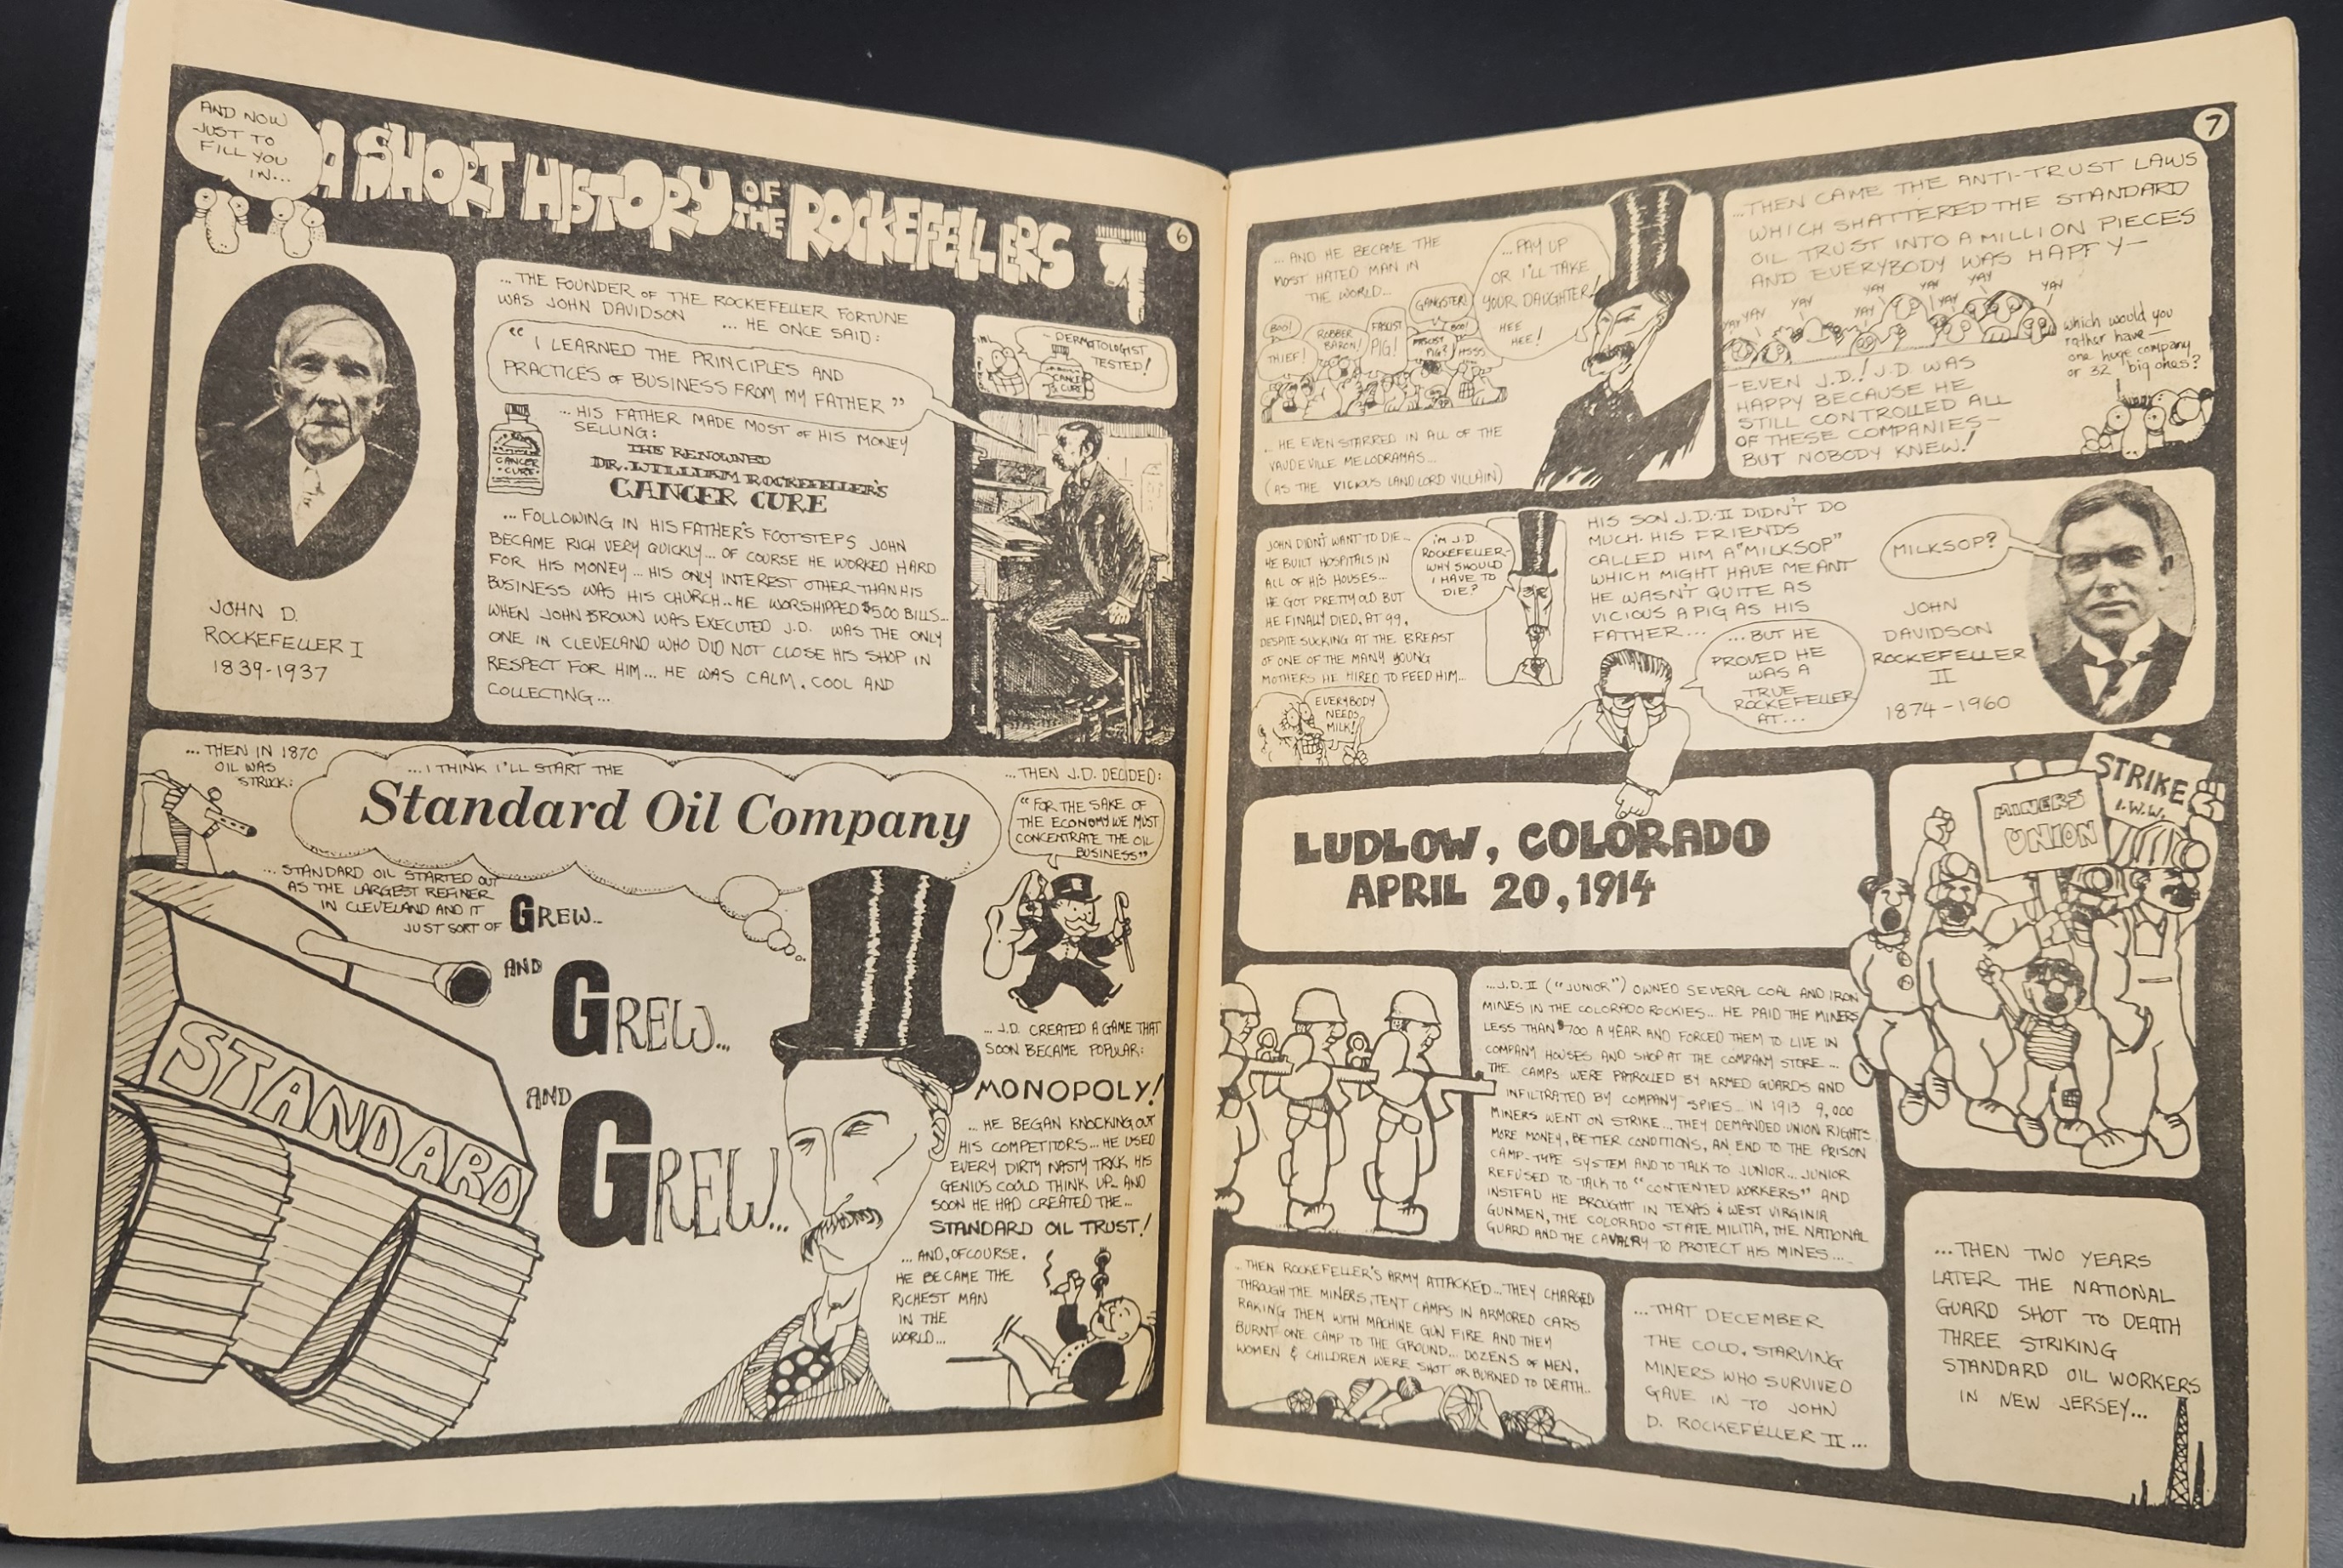 AND NOW
JUST TO
FILL YOU
IN...
A SHORT HISTORY OF THE ROCKEFELLERS
6
JOHN D.
ROCKEFELLER I
1839-1937
...THE FOUNDER OF THE ROCKEFELLER FORTUNE
WAS JOHN DAVIDSON ...HE ONCE SAID:
"I LEARNED THE PRINCIPLES AND
PRACTICES OF BUSINESS FROM MY FATHER"
...HIS FATHER MADE MOST OF HIS MONEY
SELLING:
THE RENOWNED
DR. WILLIAM ROCKEFELLER'S
CANCER CURE
CANCER
CURE
...FOLLOWING IN HIS FATHER'S FOOTSTEPS JOHN
BECAME RICH VERY QUICKLY... OF COURSE HE WORKED HARD
FOR HIS MONEY... HIS ONLY INTEREST OTHER THAN HIS
BUSINESS WAS HIS CHURCH... HE WORSHIPPED $500 BILLS...
WHEN JOHN BROWN WAS EXECUTED J.D. WAS THE ONLY
ONE IN CLEVELAND WHO DID NOT CLOSE HIS SHOP IN
RESPECT FOR HIM... HE WAS CALM, COOL AND
COLLECTING...
-DERMATOLOGIST
TESTED!
CANCER
CURE
...THEN IN 1870
OIL WAS
STRUCK:
...I THINK I'LL START THE
Standard Oil Company
...STANDARD OIL STARTED OUT
AS THE LARGEST REFINER
IN CLEVELAND AND IT
JUST SORT OF GREW...
AND GREW...
AND GREW...
STANDARD
...THEN J.D. DECIDED:
"FOR THE SAKE OF
THE ECONOMY WE MUST
CONCENTRATE THE OIL
BUSINESS"
...J.D. CREATED A GAME THAT
SOON BECAME POPULAR:
MONOPOLY!
...HE BEGAN KNOCKING OUT
HIS COMPETITORS... HE USED
EVERY DIRTY NASTY TRICK HIS
GENIUS COULD THINK UP... AND
SOON HE HAD CREATED THE...
STANDARD OIL TRUST!
...AND, OF COURSE,
HE BECAME THE
RICHEST MAN
IN THE
WORLD...
7
...AND HE BECAME THE
MOST HATED MAN IN
THE WORLD...
BOO!
THIEF!
ROBBER
BARON!
FASCIST
PIG!
GANGSTER!
BOO!
PIG?
HSSS
...PAY UP
OR I'LL TAKE
YOUR DAUGHTER!
HEE
HEE!
...HE EVEN STARRED IN ALL OF THE
VAUDEVILLE MELODRAMAS...
(AS THE VICIOUS LANDLORD VILLAIN)
...THEN CAME THE ANTI-TRUST LAWS
WHICH SHATTERED THE STANDARD
OIL TRUST INTO A MILLION PIECES
AND EVERYBODY WAS HAPPY-
YAY YAY YAY YAY YAY YAY YAY YAY YAY
-EVEN J.D.! J.D. WAS
HAPPY BECAUSE HE
STILL CONTROLLED ALL
OF THESE COMPANIES-
BUT NOBODY KNEW!
which would you
rather have-
one huge company
or 32 big ones?
JOHN DIDN'T WANT TO DIE...
HE BUILT HOSPITALS IN
ALL OF HIS HOUSES...
HE GOT PRETTY OLD BUT
HE FINALLY DIED, AT 99,
DESPITE SUCKING AT THE BREAST
OF ONE OF THE MANY YOUNG
MOTHERS HE HIRED TO FEED HIM...
EVERYBODY
NEEDS
MILK!
I'M J.D.
ROCKEFELLER-
WHY SHOULD
I HAVE TO
DIE?
HIS SON J.D. II DIDN'T DO
MUCH. HIS FRIENDS
CALLED HIM A "MILKSOP"
WHICH MIGHT HAVE MEANT
HE WASN'T QUITE AS
VICIOUS A PIG AS HIS
FATHER....
...BUT HE
PROVED HE
WAS A
TRUE
ROCKEFELLER
AT...
MILKSOP?
JOHN
DAVIDSON
ROCKEFELLER
II
1874-1960
LUDLOW, COLORADO
APRIL 20, 1914
MINERS
UNION
STRIKE
I.W.W.
...J.D. II ("JUNIOR") OWNED SEVERAL COAL AND IRON
MINES IN THE COLORADO ROCKIES... HE PAID THE MINERS
LESS THAN $700 A YEAR AND FORCED THEM TO LIVE IN
COMPANY HOUSES AND SHOP AT THE COMPANY STORE...
THE CAMPS WERE PATROLLED BY ARMED GUARDS AND
INFILTRATED BY COMPANY SPIES... IN 1913 9,000
MINERS WENT ON STRIKE... THEY DEMANDED UNION RIGHTS,
MORE MONEY, BETTER CONDITIONS, AN END TO THE PRISON
CAMP-TYPE SYSTEM AND TO TALK TO JUNIOR... JUNIOR
REFUSED TO TALK TO "CONTENTED WORKERS" AND
INSTEAD HE BROUGHT IN TEXAS & WEST VIRGINIA
GUNMEN, THE COLORADO STATE MILITIA, THE NATIONAL
GUARD AND THE CAVALRY TO PROTECT HIS MINES....
...THEN ROCKEFELLER'S ARMY ATTACKED... THEY CHARGED
THROUGH THE MINERS, TENT CAMPS IN ARMORED CARS
RAKING THEM WITH MACHINE GUN FIRE AND THEY
BURNT ONE CAMP TO THE GROUND... DOZENS OF MEN,
WOMEN & CHILDREN WERE SHOT OR BURNED TO DEATH...
...THAT DECEMBER
THE COLD, STARVING
MINERS WHO SURVIVED
GAVE IN TO JOHN
D. ROCKEFELLER II...
...THEN TWO YEARS
LATER THE NATIONAL
GUARD SHOT TO DEATH
THREE STRIKING
STANDARD OIL WORKERS
IN NEW JERSEY...